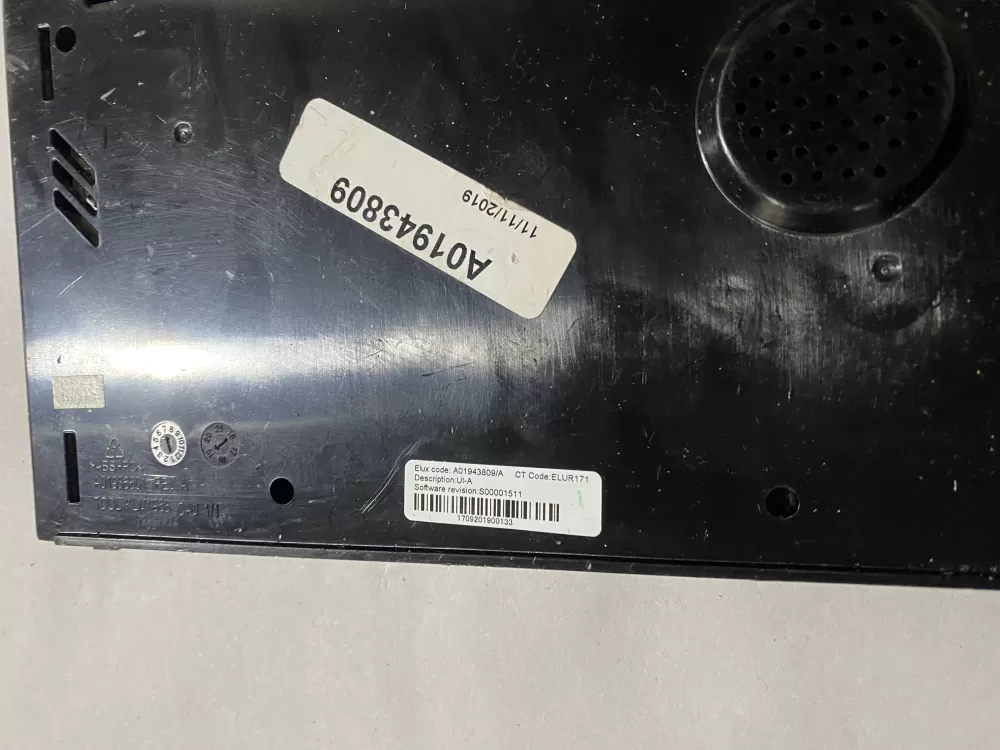 A01943809
11/11/2019
Elux code: A01943809/A CT Code:ELUR171
Description:UI-A
Software revision:S00001511
1709201900133